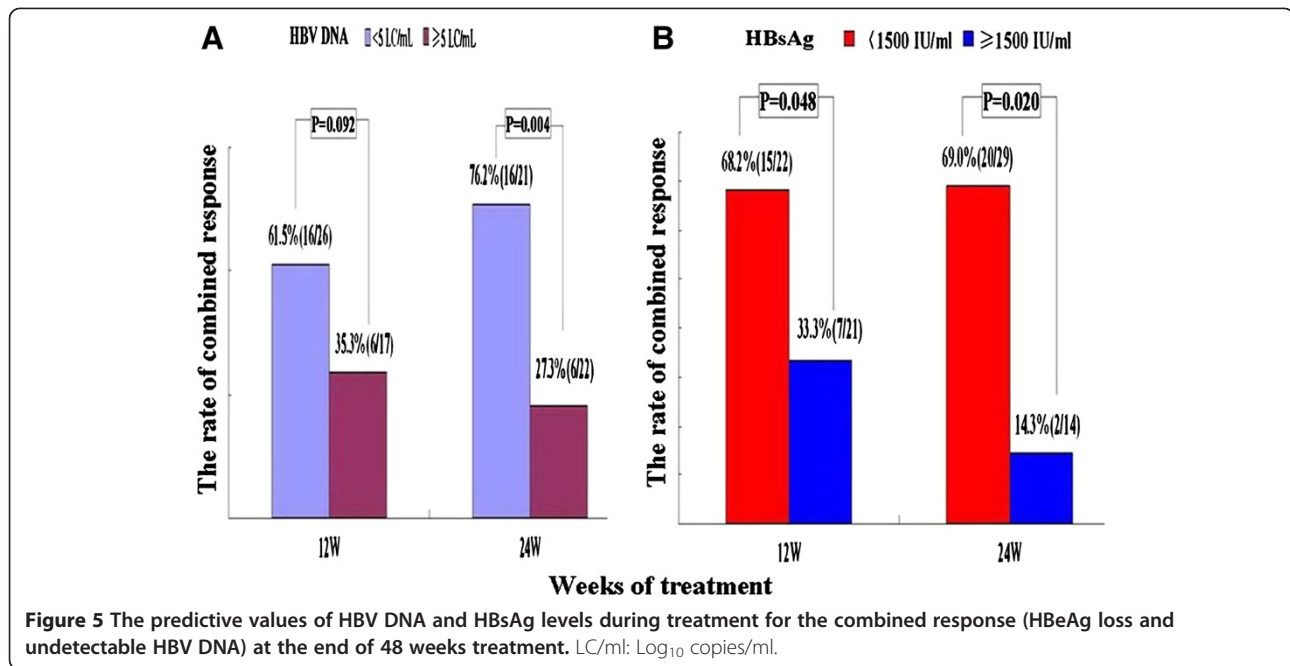 A
HBV DNA <5 LC/mL ≥5 LC/mL
B
HBsAg <1500 IU/ml ≥1500 IU/ml
The rate of combined response
P=0.092
P=0.004
61.5%(16/26)
35.3%(6/17)
76.2%(16/21)
27.3%(6/22)
12W
24W
The rate of combined response
P=0.048
P=0.020
68.2%(15/22)
33.3%(7/21)
69.0%(20/29)
14.3%(2/14)
12W
24W
Weeks of treatment
Figure 5 The predictive values of HBV DNA and HBsAg levels during treatment for the combined response (HBeAg loss and
undetectable HBV DNA) at the end of 48 weeks treatment. LC/ml: Log₁₀ copies/ml.